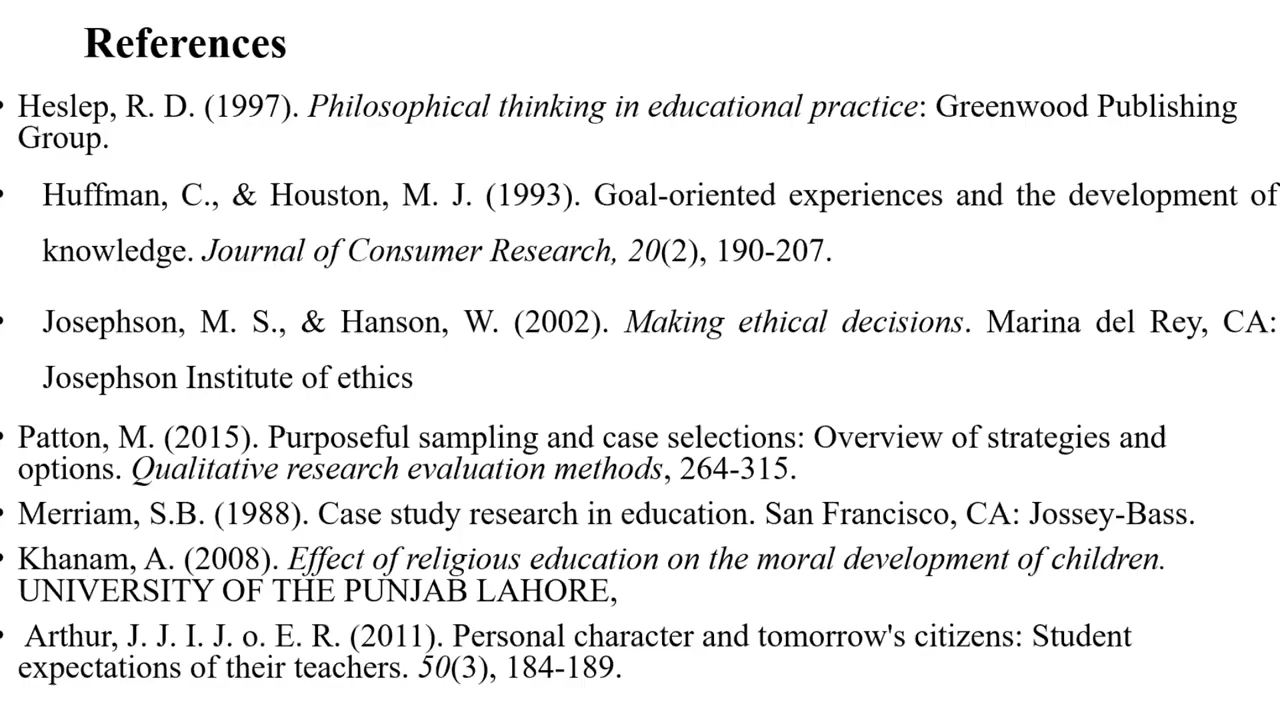 References
• Heslep, R. D. (1997). Philosophical thinking in educational practice: Greenwood Publishing
Group.
• Huffman, C., & Houston, M. J. (1993). Goal-oriented experiences and the development of
knowledge. Journal of Consumer Research, 20(2), 190-207.
• Josephson, M. S., & Hanson, W. (2002). Making ethical decisions. Marina del Rey, CA:
Josephson Institute of ethics
• Patton, M. (2015). Purposeful sampling and case selections: Overview of strategies and
options. Qualitative research evaluation methods, 264-315.
• Merriam, S.B. (1988). Case study research in education. San Francisco, CA: Jossey-Bass.
• Khanam, A. (2008). Effect of religious education on the moral development of children.
UNIVERSITY OF THE PUNJAB LAHORE,
• Arthur, J. J. I. J. o. E. R. (2011). Personal character and tomorrow's citizens: Student
expectations of their teachers. 50(3), 184-189.